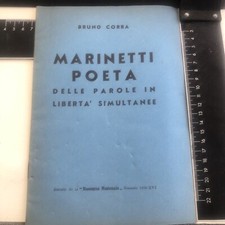 BRUNO CORRA
MARINETTI
POETA
DELLE PAROLE IN
LIBERTA' SIMULTANEE